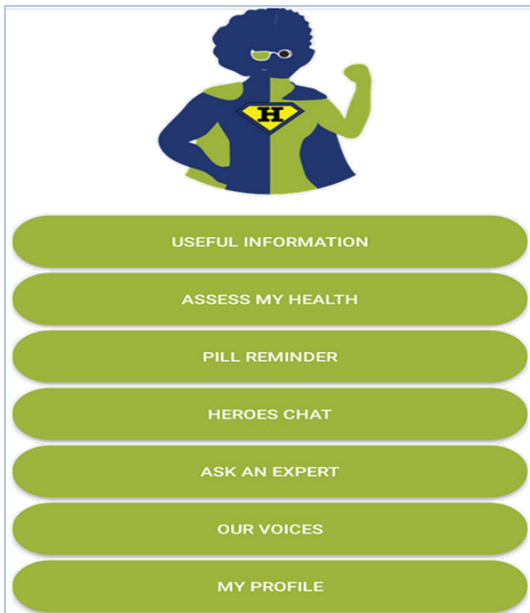 H
USEFUL INFORMATION
ASSESS MY HEALTH
PILL REMINDER
HEROES CHAT
ASK AN EXPERT
OUR VOICES
MY PROFILE